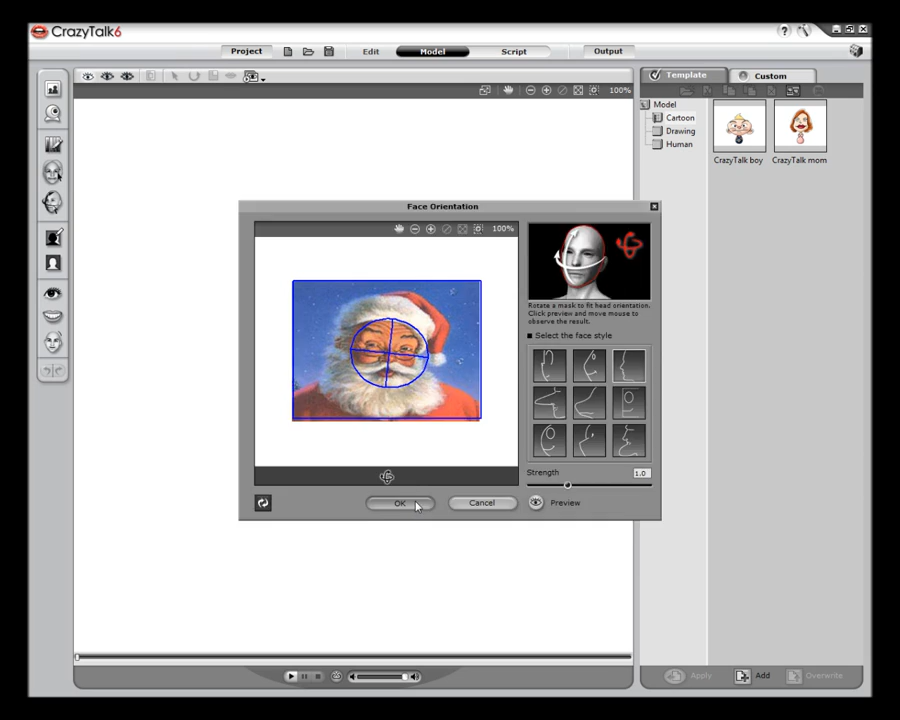 CrazyTalk6
Project Edit Model Script Output
Template Custom
100%
Model
Cartoon
Drawing
Human
CrazyTalk boy CrazyTalk mom
Face Orientation
100%
Rotate a mask to fit head orientation.
Click preview and move mouse to
observe the result.
Select the face style
Strength 1.0
OK Cancel Preview
Apply Add Overwrite